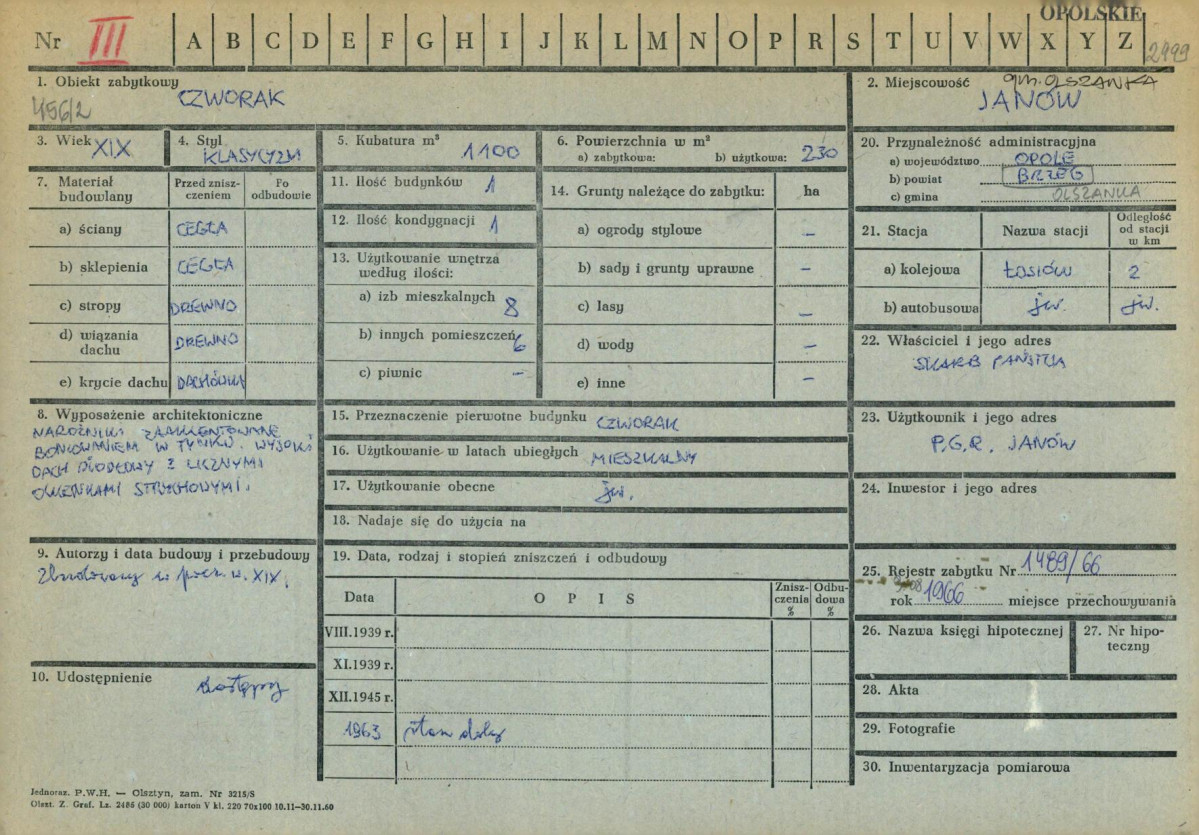 OPOLSKIE
Nr III A B C D E F G H I J K L M N O P R S T U V W X Y Z 2499
1. Obiekt zabytkowy
456/2 CZWORAK
2. Miejscowość gm. OLSZANKA
JANÓW
3. Wiek XIX
4. Styl
KLASYCYZM
5. Kubatura m³
1100
6. Powierzchnia w m²
a) zabytkowa: b) użytkowa: 230
20. Przynależność administracyjna
a) województwo OPOLE
b) powiat BRZEG
c) gmina OLSZANKA
7. Materiał budowlany
Przed zniszczeniem
Po odbudowie
a) ściany CEGŁA
b) sklepienia CEGŁA
c) stropy DREWNO
d) wiązania dachu DREWNO
e) krycie dachu DACHÓWKA
11. Ilość budynków 1
12. Ilość kondygnacji 1
13. Użytkowanie wnętrza
według ilości:
a) izb mieszkalnych 8
b) innych pomieszczeń 6
c) piwnic –
14. Grunty należące do zabytku: ha
a) ogrody stylowe –
b) sady i grunty uprawne –
c) lasy –
d) wody –
e) inne –
21. Stacja
Nazwa stacji
Odległość
od stacji
w km
a) kolejowa Łosiów 2
b) autobusowa jw. jw.
22. Właściciel i jego adres
SKARB PAŃSTWA
8. Wyposażenie architektoniczne
NAROŻNIKI ZAAKCENTOWANE
BONIOWANIEM W TYNKU. WYSOKI
DACH Z LICZNYMI
OKIENKAMI STRYCHOWYMI.
15. Przeznaczenie pierwotne budynku CZWORAK
16. Użytkowanie w latach ubiegłych MIESZKALNY
17. Użytkowanie obecne jw.
18. Nadaje się do użycia na
23. Użytkownik i jego adres
P.G.R. JANÓW
24. Inwestor i jego adres
9. Autorzy i data budowy i przebudowy
Zbudowany w pocz. w. XIX.
19. Data, rodzaj i stopień zniszczeń i odbudowy
Data
O P I S
Zniszczenia
%
Odbudowa
%
VIII.1939 r.
XI.1939 r.
XII.1945 r.
1963 stan dobry
25. Rejestr zabytku Nr 1489/66
rok 1966 miejsce przechowywania
26. Nazwa księgi hipotecznej
27. Nr hipoteczny
10. Udostępnienie
dostępny
28. Akta
29. Fotografie
30. Inwentaryzacja pomiarowa
Jednoraz. P.W.H. — Olsztyn, zam. Nr 3215/S
Olszt. Z. Graf. Lz. 2486 (30 000) karton V kl. 220 70x100 10.11—30.11.60